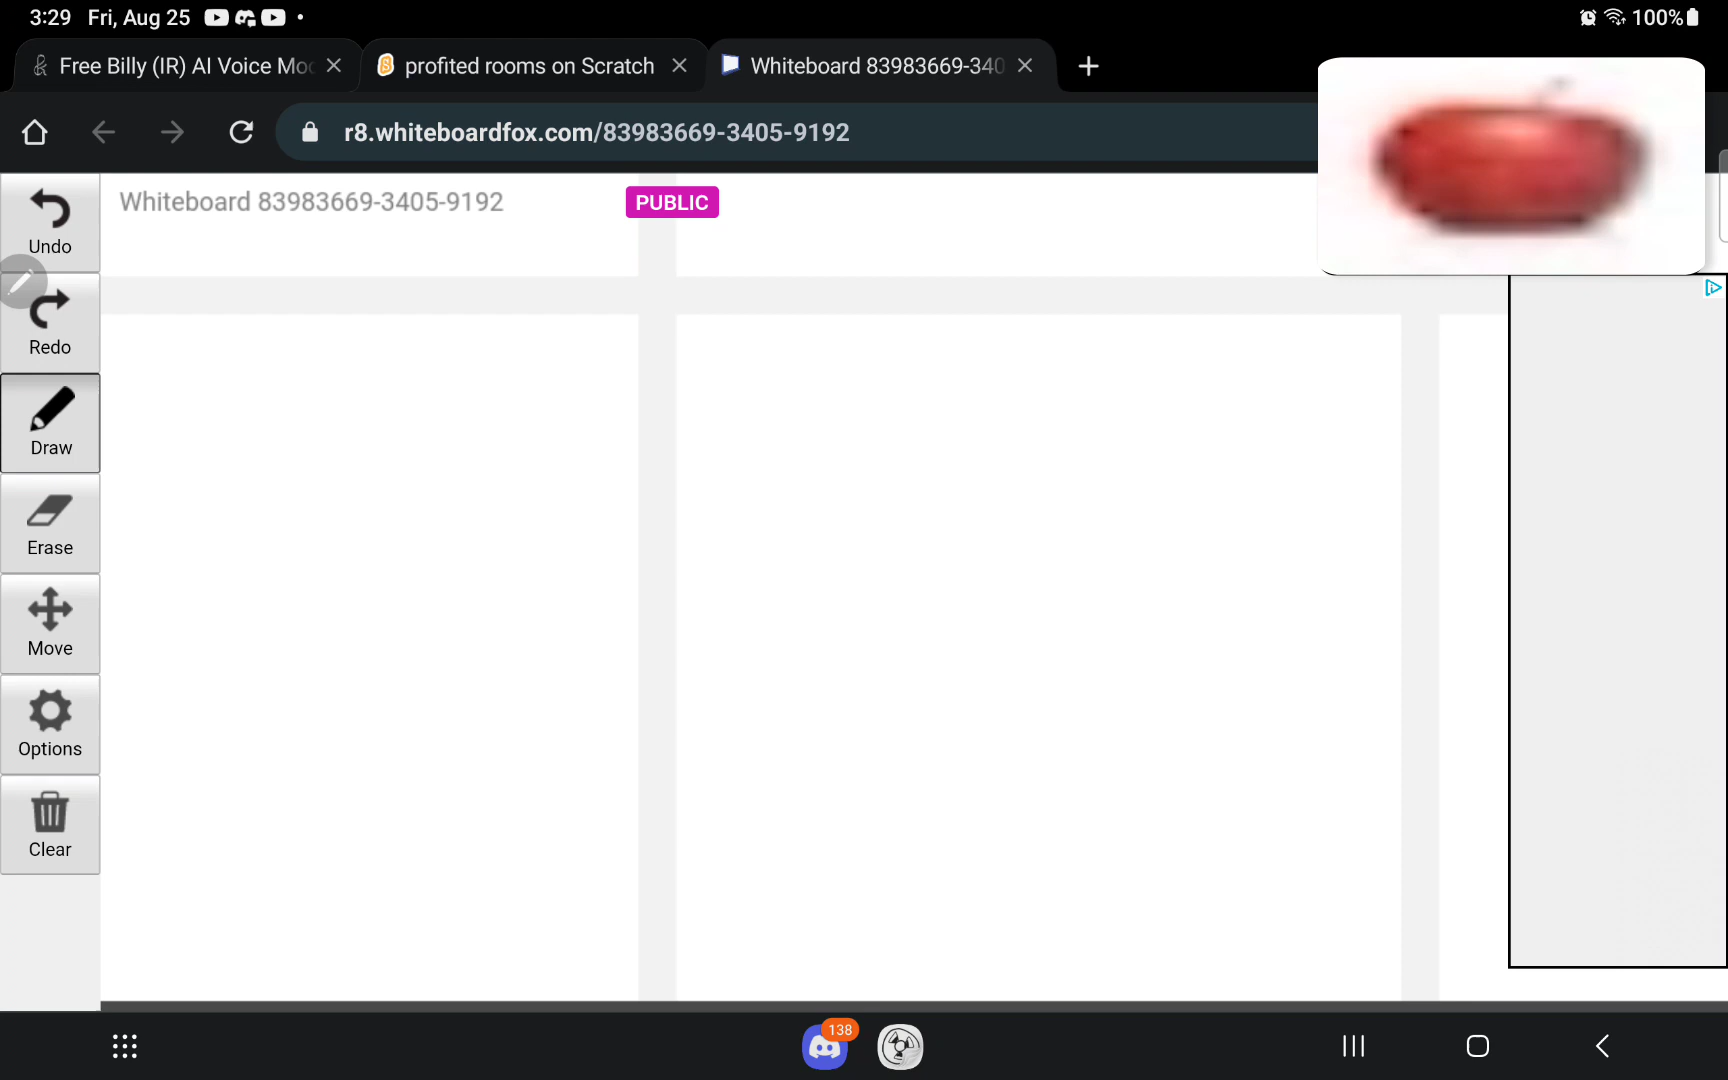 3:29 Fri, Aug 25 100%
Free Billy (IR) AI Voice Mod
profited rooms on Scratch
Whiteboard 83983669-340
r8.whiteboardfox.com/83983669-3405-9192
Whiteboard 83983669-3405-9192
PUBLIC
Undo
Redo
Draw
Erase
Move
Options
Clear
138